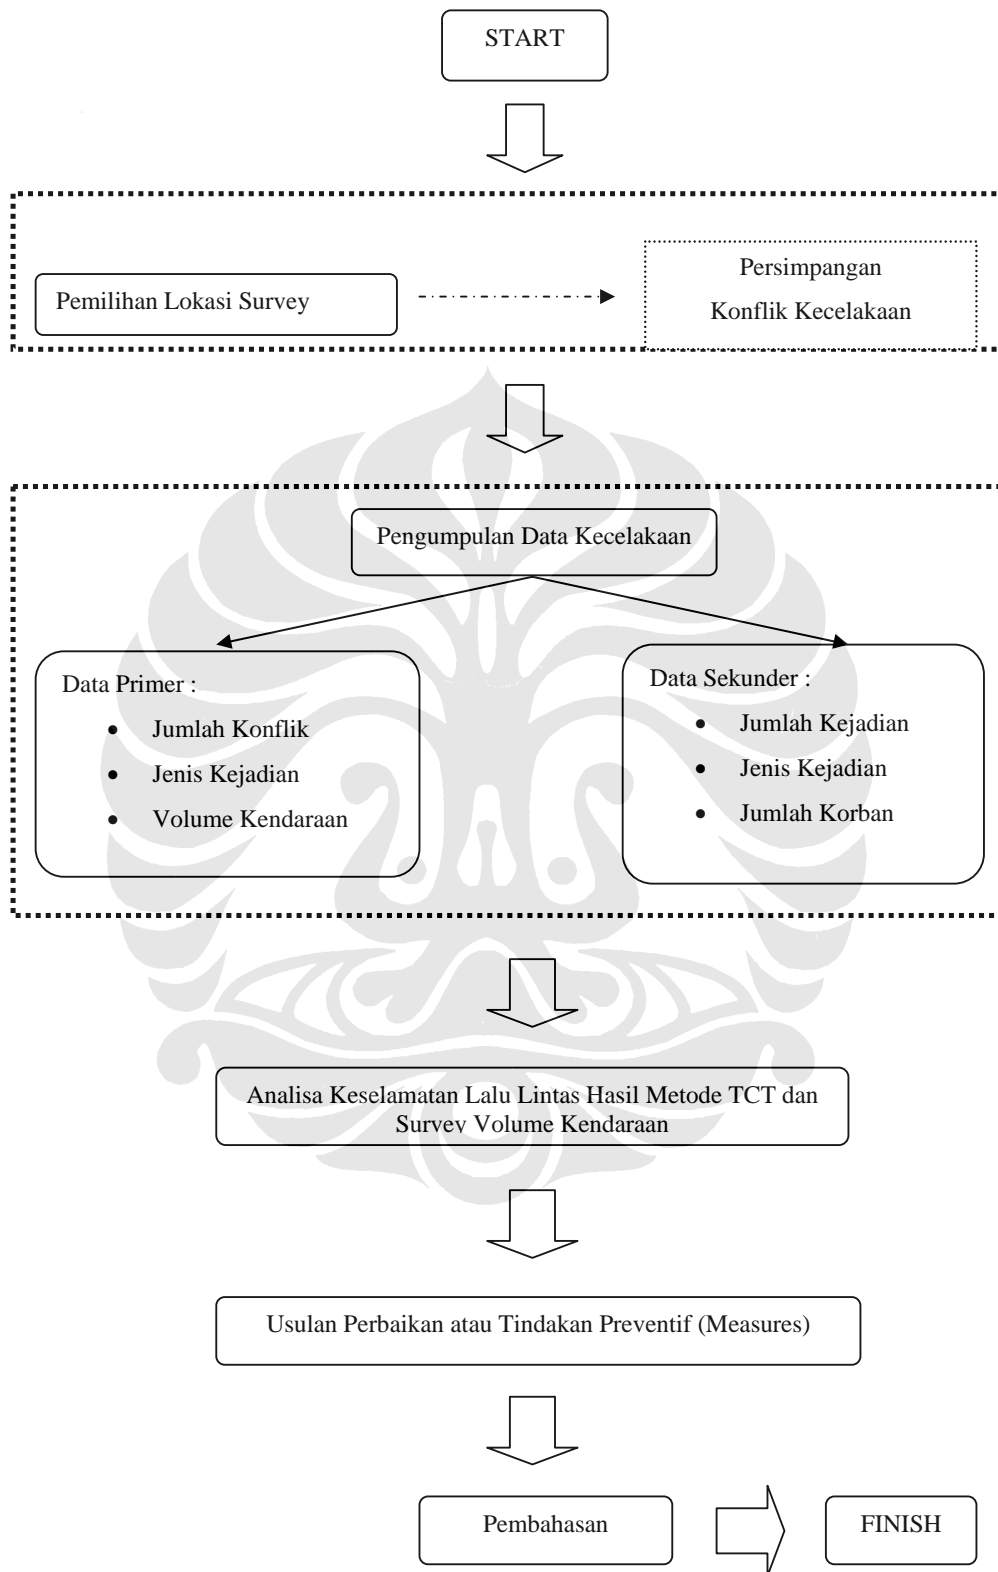 START
Pemilihan Lokasi Survey
Persimpangan
Konflik Kecelakaan
Pengumpulan Data Kecelakaan
Data Primer :
• Jumlah Konflik
• Jenis Kejadian
• Volume Kendaraan
Data Sekunder :
• Jumlah Kejadian
• Jenis Kejadian
• Jumlah Korban
Analisa Keselamatan Lalu Lintas Hasil Metode TCT dan
Survey Volume Kendaraan
Usulan Perbaikan atau Tindakan Preventif (Measures)
Pembahasan
FINISH